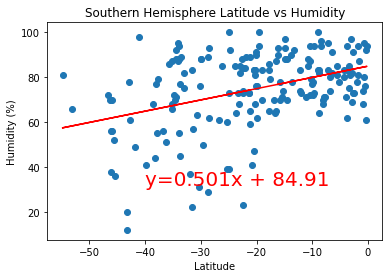 Southern Hemisphere Latitude vs Humidity
100
80
60
40
20
Humidity (%)
y=0.501x + 84.91
−50
−40
−30
−20
−10
0
Latitude